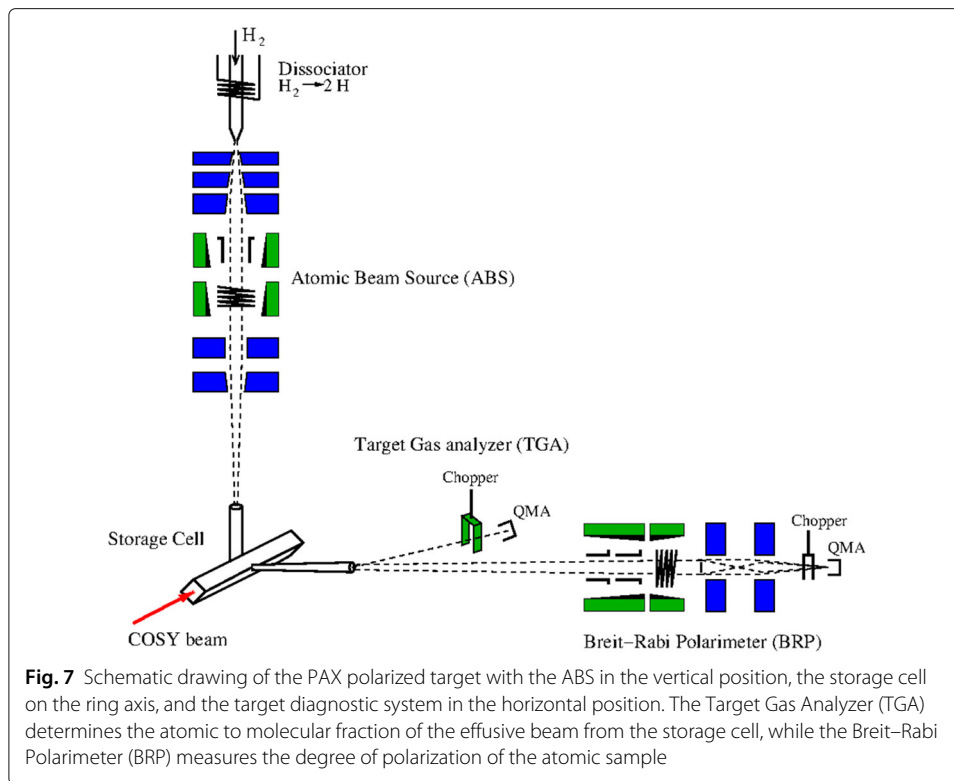 H2
Dissociator
H2→2 H
Atomic Beam Source (ABS)
Target Gas analyzer (TGA)
Chopper
QMA
Storage Cell
Chopper
QMA
COSY beam
Breit–Rabi Polarimeter (BRP)
Fig. 7 Schematic drawing of the PAX polarized target with the ABS in the vertical position, the storage cell
on the ring axis, and the target diagnostic system in the horizontal position. The Target Gas Analyzer (TGA)
determines the atomic to molecular fraction of the effusive beam from the storage cell, while the Breit–Rabi
Polarimeter (BRP) measures the degree of polarization of the atomic sample